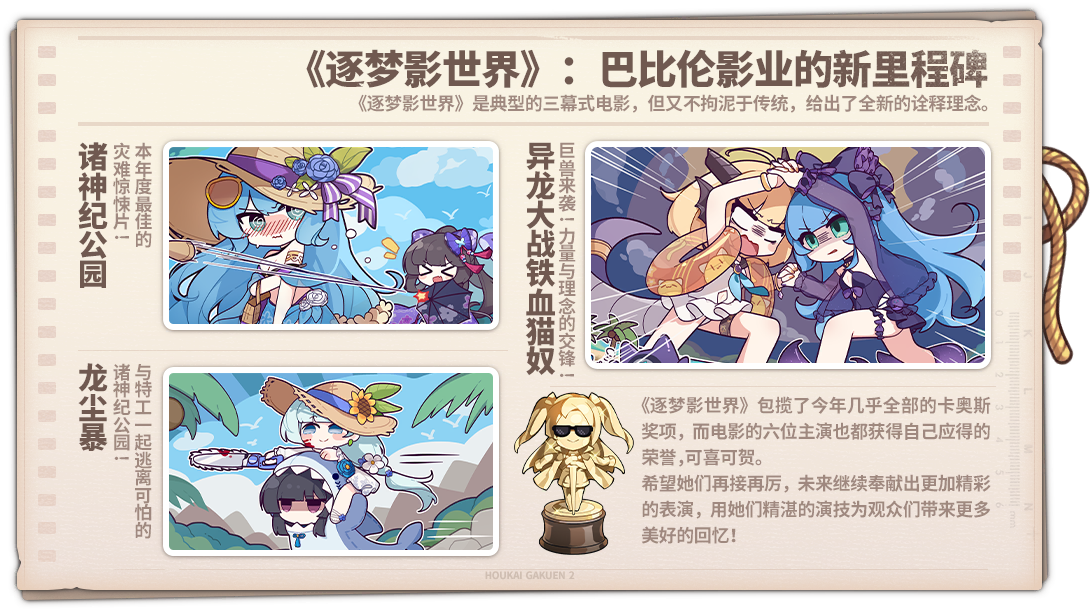 《逐梦影世界》：巴比伦影业的新里程碑
《逐梦影世界》是典型的三幕式电影，但又不拘泥于传统，给出了全新的诠释理念。
诸神纪公园
本年度最佳的
灾难惊悚片！
异龙大战铁血猫奴
巨兽来袭！力量与理念的交锋！
龙尘暴
与特工一起逃离可怕的
诸神纪公园！
《逐梦影世界》包揽了今年几乎全部的卡奥斯
奖项，而电影的六位主演也都获得自己应得的
荣誉,可喜可贺。
希望她们再接再厉，未来继续奉献出更加精彩
的表演，用她们精湛的演技为观众们带来更多
美好的回忆！
HOUKAI GAKUEN 2